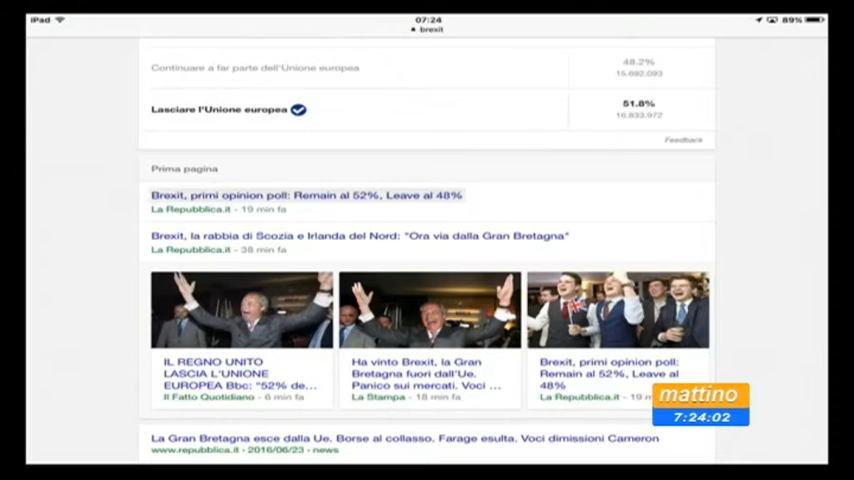 iPad
07:24
89%
brexit
Continuare a far parte dell'Unione europea
48.2%
15.692.093
Lasciare l'Unione europea
51.8%
16.833.972
Feedback
Prima pagina
Brexit, primi opinion poll: Remain al 52%, Leave al 48%
La Repubblica.it - 19 min fa
Brexit, la rabbia di Scozia e Irlanda del Nord: "Ora via dalla Gran Bretagna"
La Repubblica.it - 38 min fa
IL REGNO UNITO
LASCIA L'UNIONE
EUROPEA Bbc: "52% de...
Il Fatto Quotidiano - 6 min fa
Ha vinto Brexit, la Gran
Bretagna fuori dall'Ue.
Panico sui mercati. Voci ...
La Stampa - 18 min fa
Brexit, primi opinion poll:
Remain al 52%, Leave al
48%
La Repubblica.it - 19 m
mattino
7:24:02
La Gran Bretagna esce dalla Ue. Borse al collasso. Farage esulta. Voci dimissioni Cameron
www.repubblica.it › 2016/06/23 › news